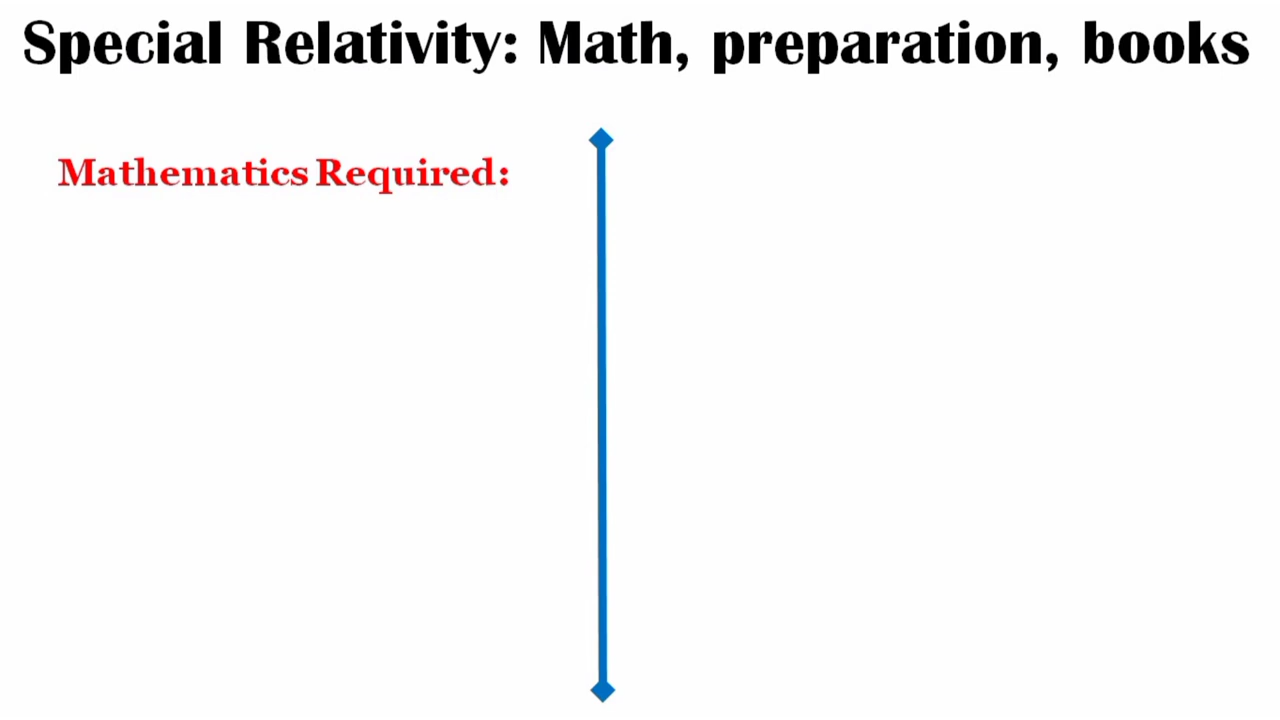 Special Relativity: Math, preparation, books
Mathematics Required: